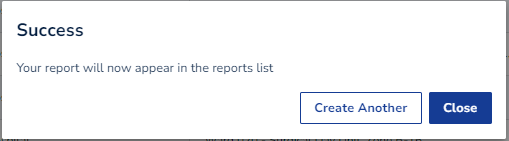 Success
Your report will now appear in the reports list
Create Another
Close